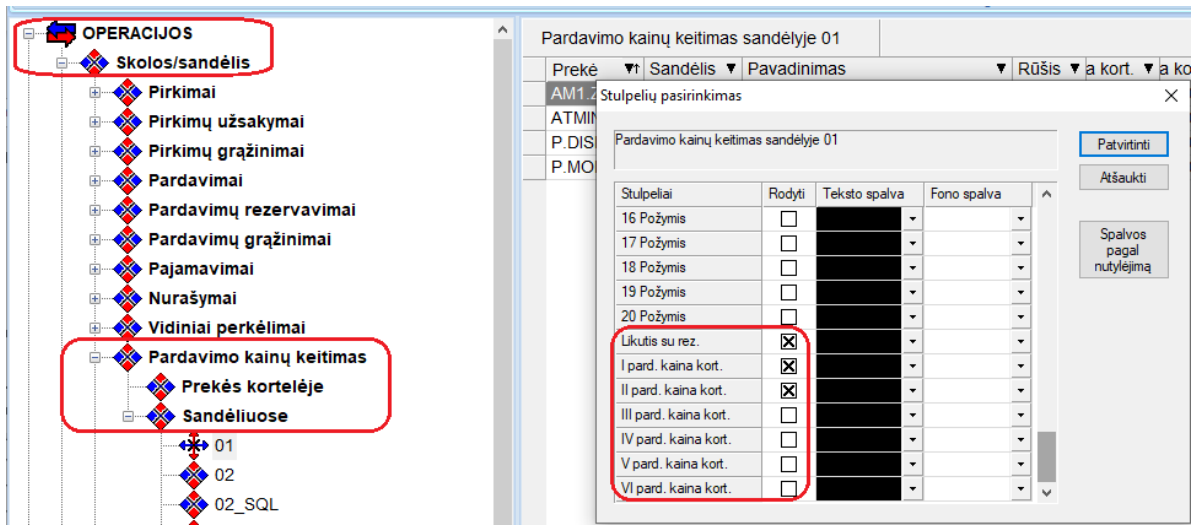 OPERACIJOS
Skolos/sandėlis
Pirkimai
Pirkimų užsakymai
Pirkimų grąžinimai
Pardavimai
Pardavimų rezervavimai
Pardavimų grąžinimai
Pajamavimai
Nurašymai
Vidiniai perkėlimai
Pardavimo kainų keitimas
Prekės kortelėje
Sandėliuose
01
02
02_SQL
Pardavimo kainų keitimas sandėlyje 01
Prekė Sandėlis Pavadinimas Rūšis a kort. a ko
AM1.Z
ATMIN
P.DIS
P.MO
Stulpelių pasirinkimas
Pardavimo kainų keitimas sandėlyje 01
Patvirtinti
Atšaukti
Spalvos
pagal
nutylėjimą
Stulpeliai Rodyti Teksto spalva Fono spalva
16 Požymis
17 Požymis
18 Požymis
19 Požymis
20 Požymis
Likutis su rez.
I pard. kaina kort.
II pard. kaina kort.
III pard. kaina kort.
IV pard. kaina kort.
V pard. kaina kort.
VI pard. kaina kort.